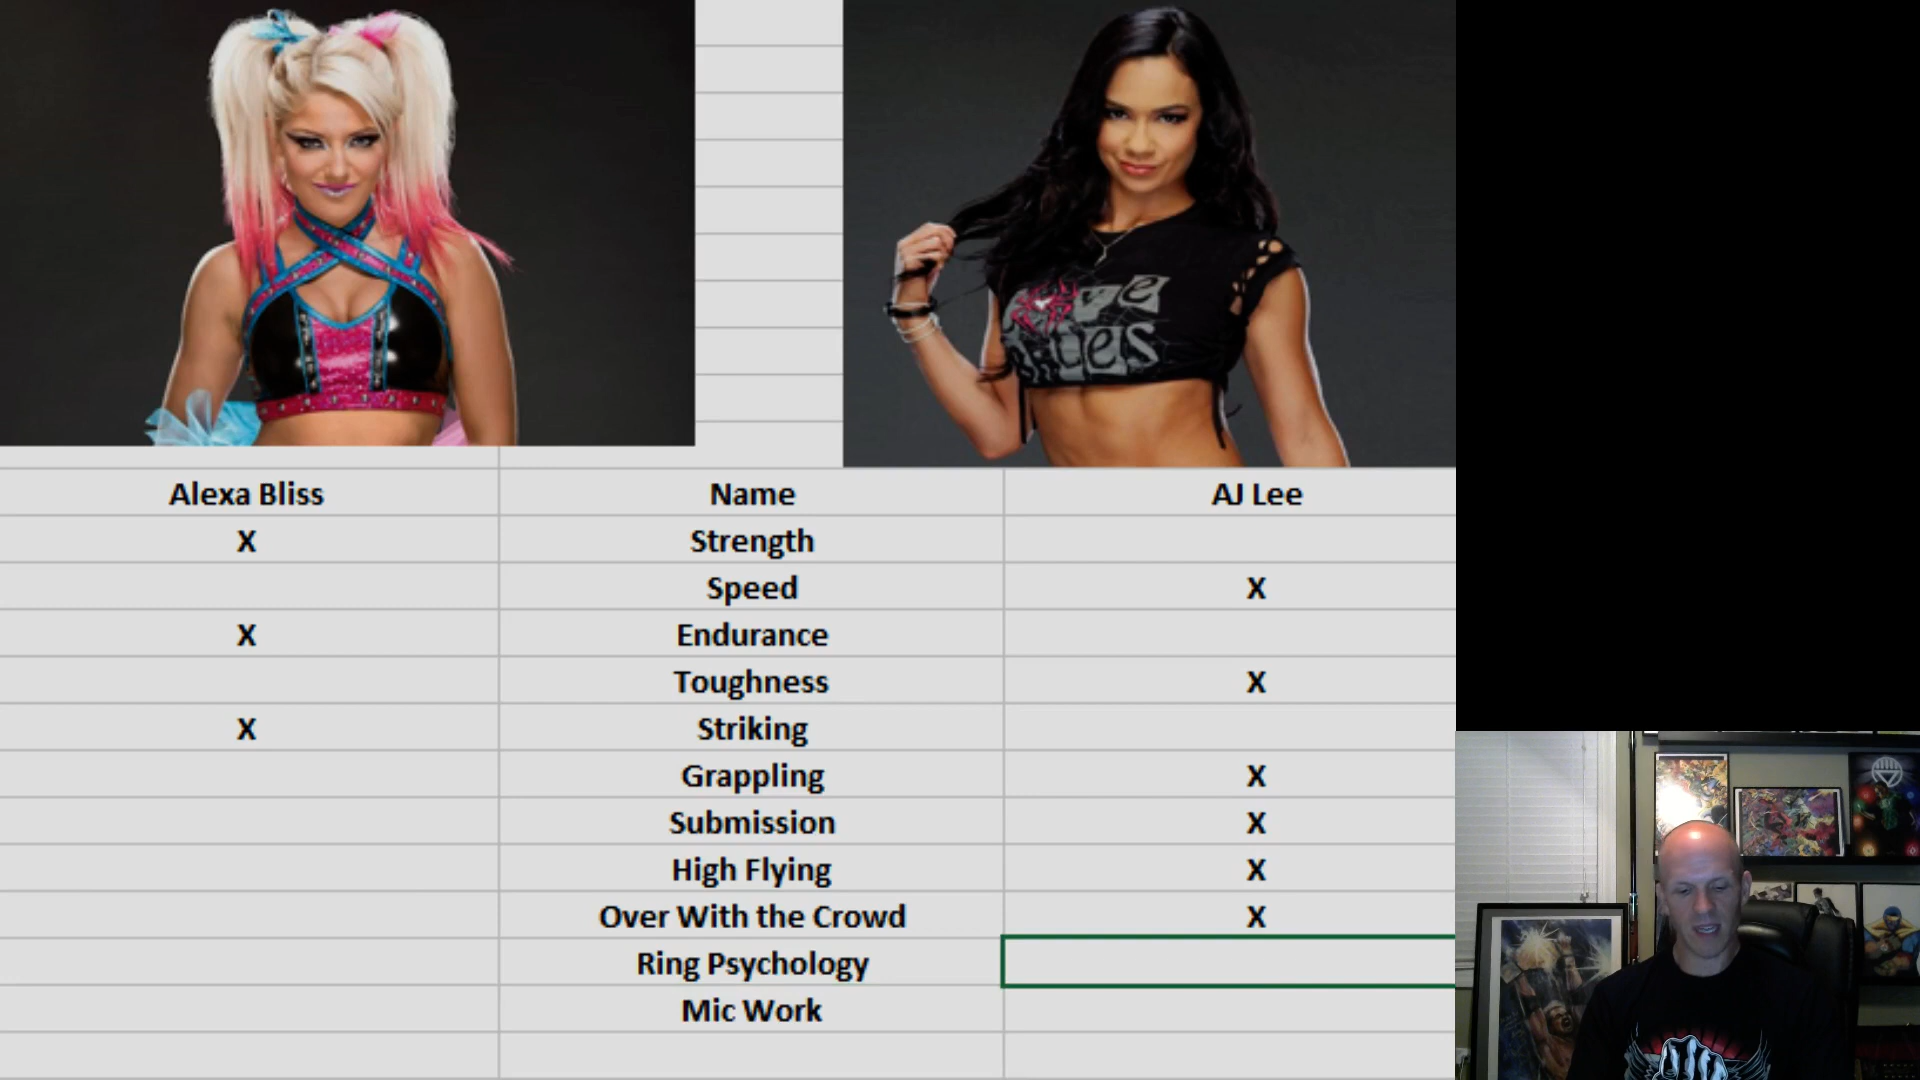 Alexa Bliss Name AJ Lee
X Strength
Speed X
X Endurance
Toughness X
X Striking
Grappling X
Submission X
High Flying X
Over With the Crowd X
Ring Psychology
Mic Work